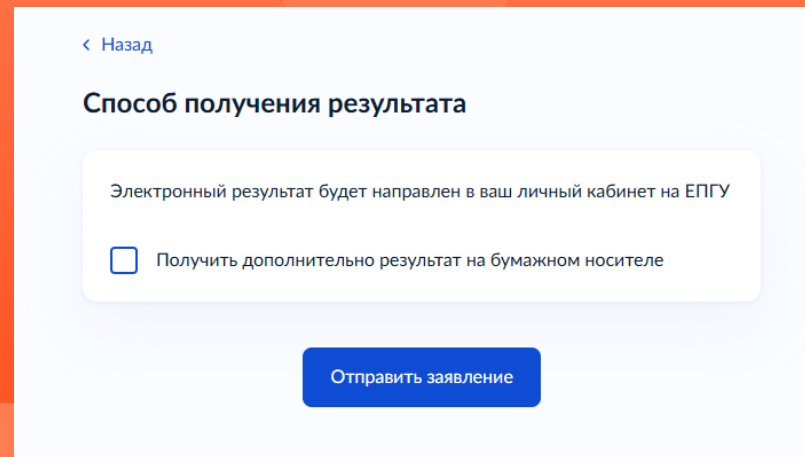 Назад
Способ получения результата
Электронный результат будет направлен в ваш личный кабинет на ЕПГУ
Получить дополнительно результат на бумажном носителе
Отправить заявление